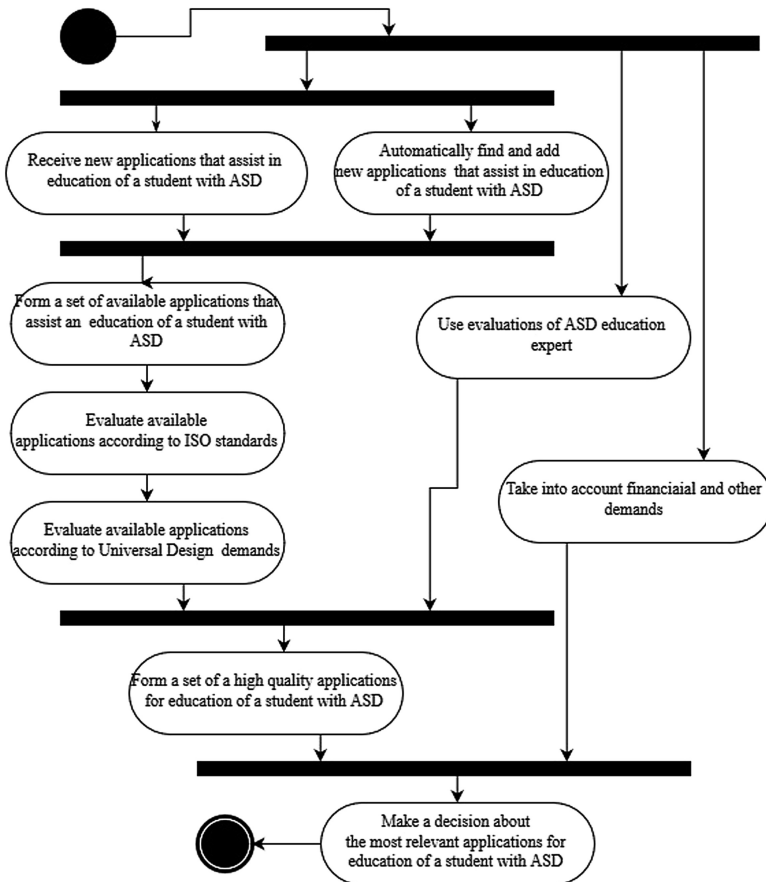 Receive new applications that assist in
education of a student with ASD
Automatically find and add
new applications that assist in education
of a student with ASD
Form a set of available applications that
assist an education of a student with
ASD
Use evaluations of ASD education
expert
Evaluate available
applications according to ISO standards
Take into account financiaial and other
demands
Evaluate available applications
according to Universal Design demands
Form a set of a high quality applications
for education of a student with ASD
Make a decision about
the most relevant applications for
education of a student with ASD